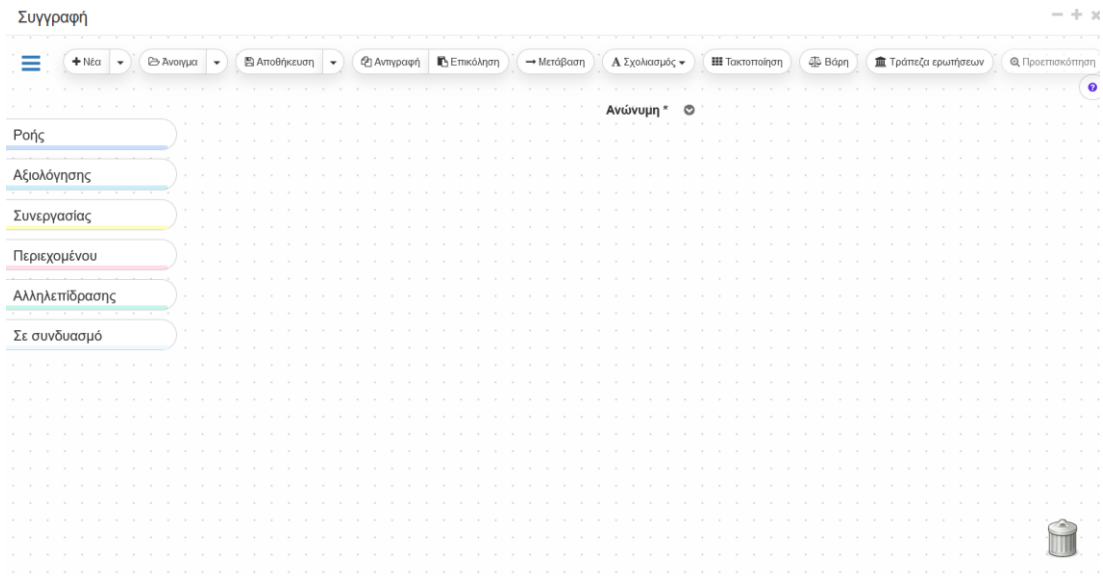 Συγγραφή
Νέα Άνοιγμα Αποθήκευση Αντιγραφή Επικόληση Μετάβαση Σχολιασμός Τακτοποίηση Βάρη Τράπεζα ερωτήσεων Προεπισκόπηση
Ανώνυμη *
Ροής
Αξιολόγησης
Συνεργασίας
Περιεχομένου
Αλληλεπίδρασης
Σε συνδυασμό